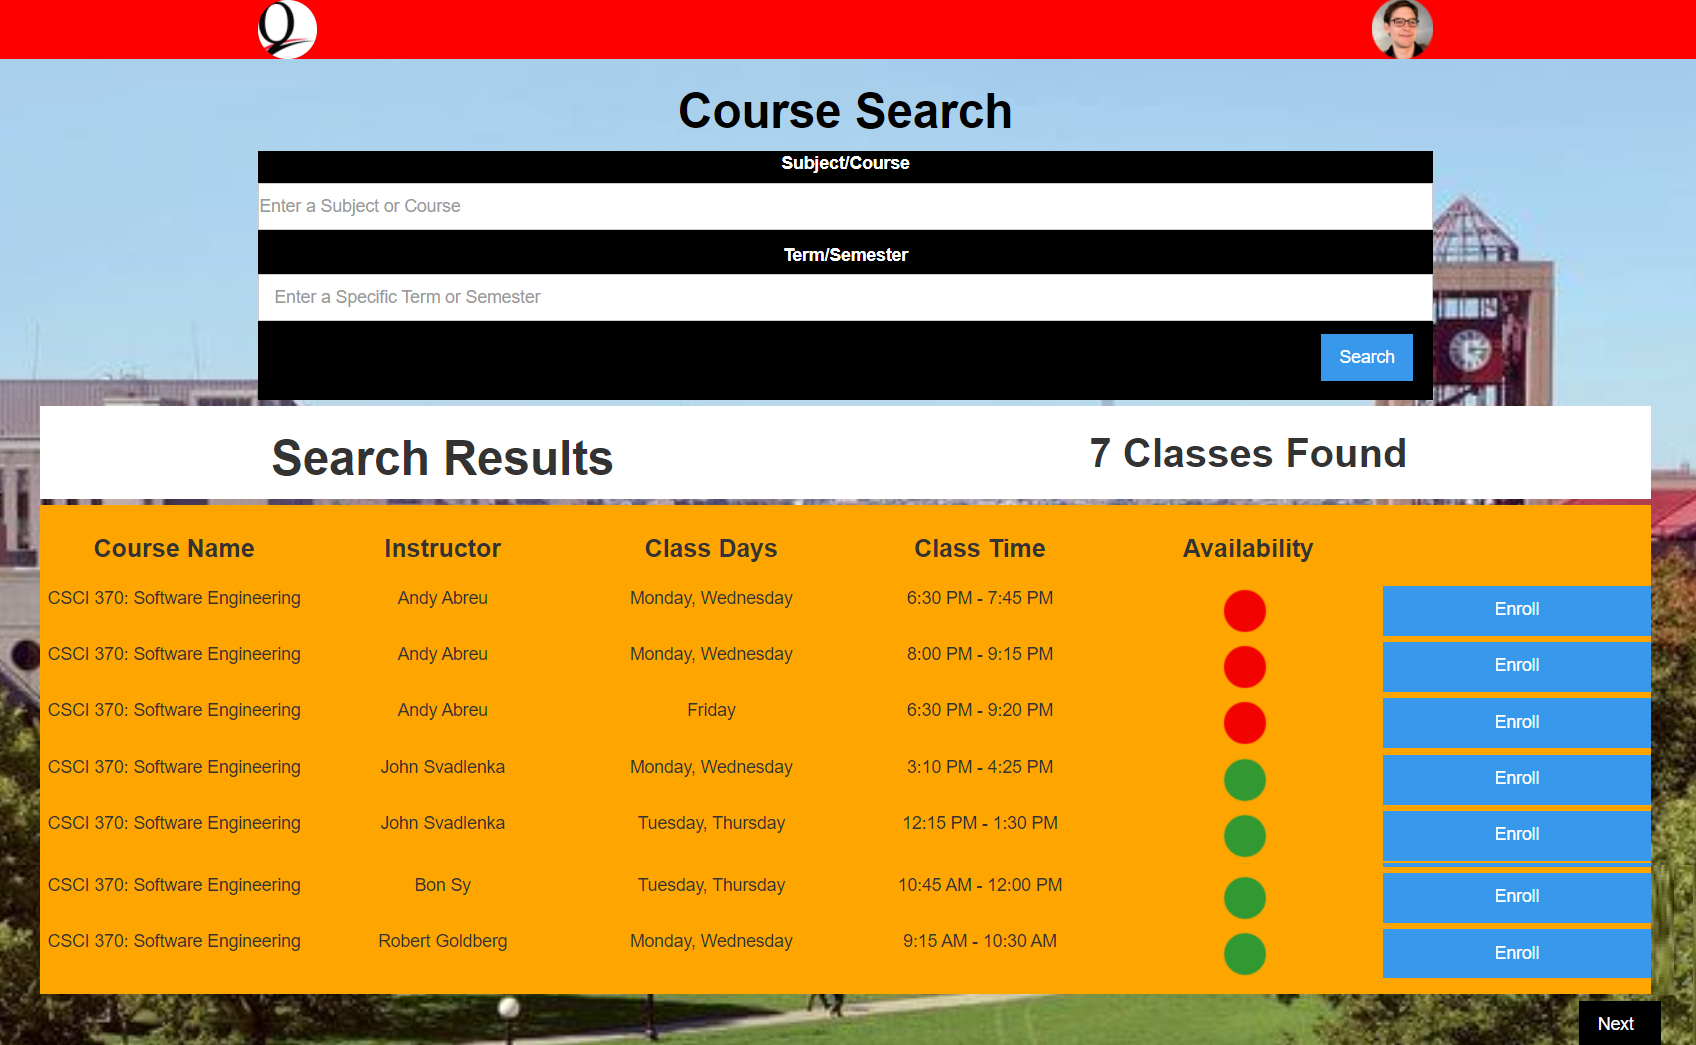 Q
Course Search
Subject/Course
Enter a Subject or Course
Term/Semester
Enter a Specific Term or Semester
Search
Search Results 7 Classes Found
Course Name Instructor Class Days Class Time Availability
CSCI 370: Software Engineering Andy Abreu Monday, Wednesday 6:30 PM - 7:45 PM Enroll
CSCI 370: Software Engineering Andy Abreu Monday, Wednesday 8:00 PM - 9:15 PM Enroll
CSCI 370: Software Engineering Andy Abreu Friday 6:30 PM - 9:20 PM Enroll
CSCI 370: Software Engineering John Svadlenka Monday, Wednesday 3:10 PM - 4:25 PM Enroll
CSCI 370: Software Engineering John Svadlenka Tuesday, Thursday 12:15 PM - 1:30 PM Enroll
CSCI 370: Software Engineering Bon Sy Tuesday, Thursday 10:45 AM - 12:00 PM Enroll
CSCI 370: Software Engineering Robert Goldberg Monday, Wednesday 9:15 AM - 10:30 AM Enroll
Next